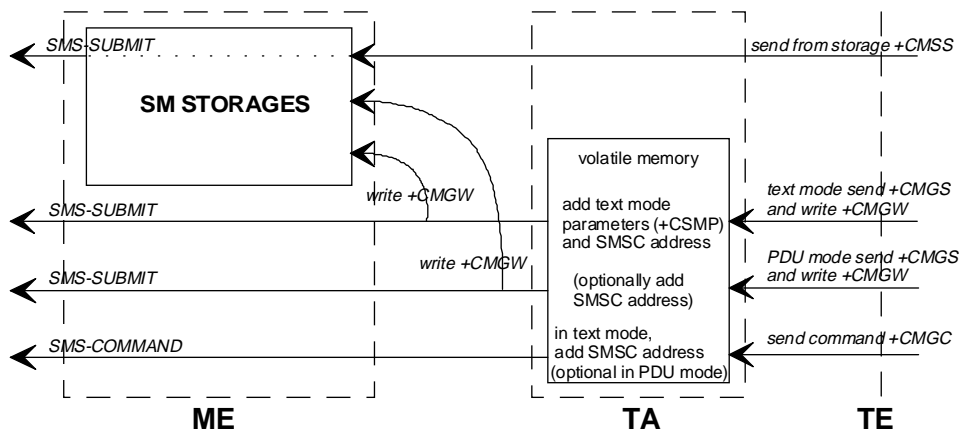 SMS-SUBMIT
send from storage +CMSS
SM STORAGES
volatile memory
write +CMGW
add text mode
parameters (+CSMP)
and SMSC address
text mode send +CMGS
and write +CMGW
SMS-SUBMIT
write +CMGW
PDU mode send +CMGS
and write +CMGW
SMS-SUBMIT
(optionally add
SMSC address)
in text mode,
add SMSC address
(optional in PDU mode)
send command +CMGC
SMS-COMMAND
ME
TA
TE